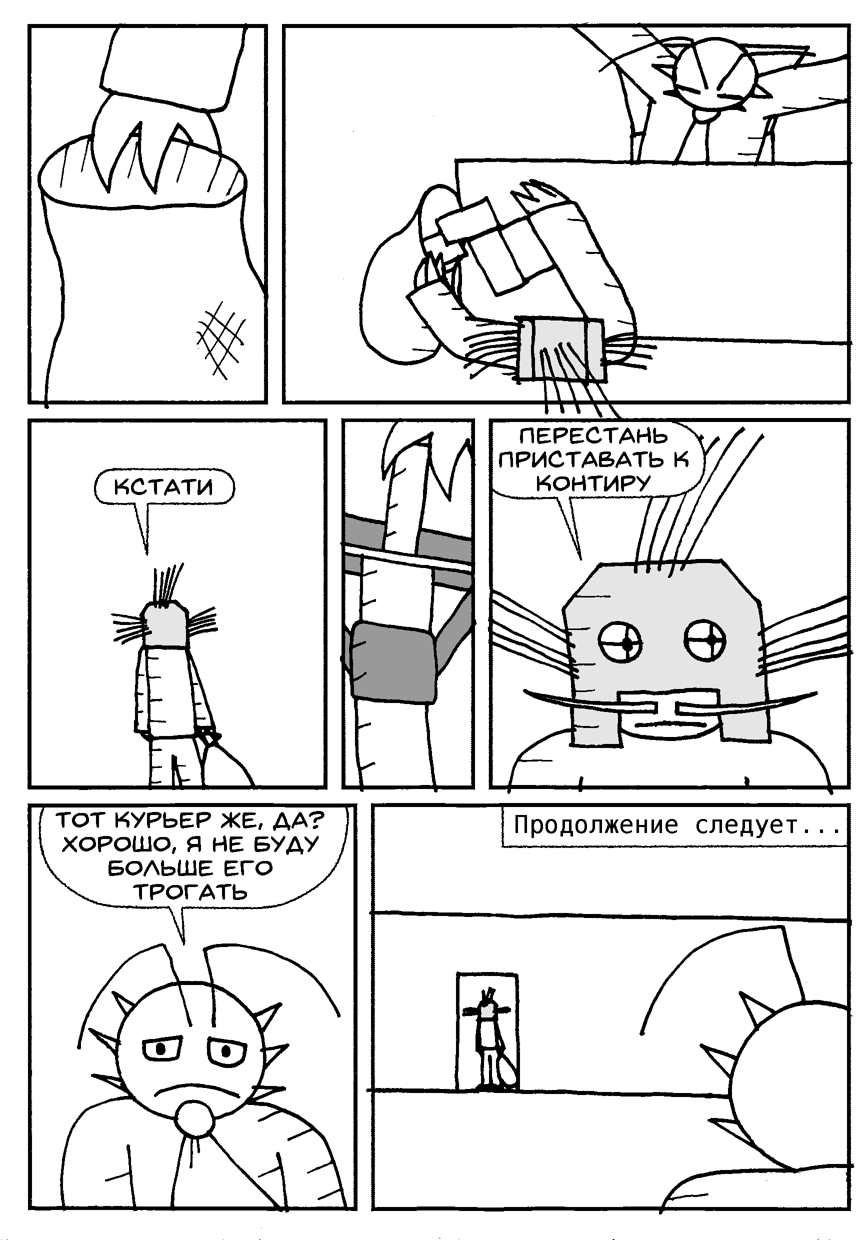 КСТАТИ
ПЕРЕСТАНЬ
ПРИСТАВАТЬ К
КОНТИРУ
ТОТ КУРЬЕР ЖЕ, ДА?
ХОРОШО, Я НЕ БУДУ
БОЛЬШЕ ЕГО
ТРОГАТЬ
Продолжение следует...